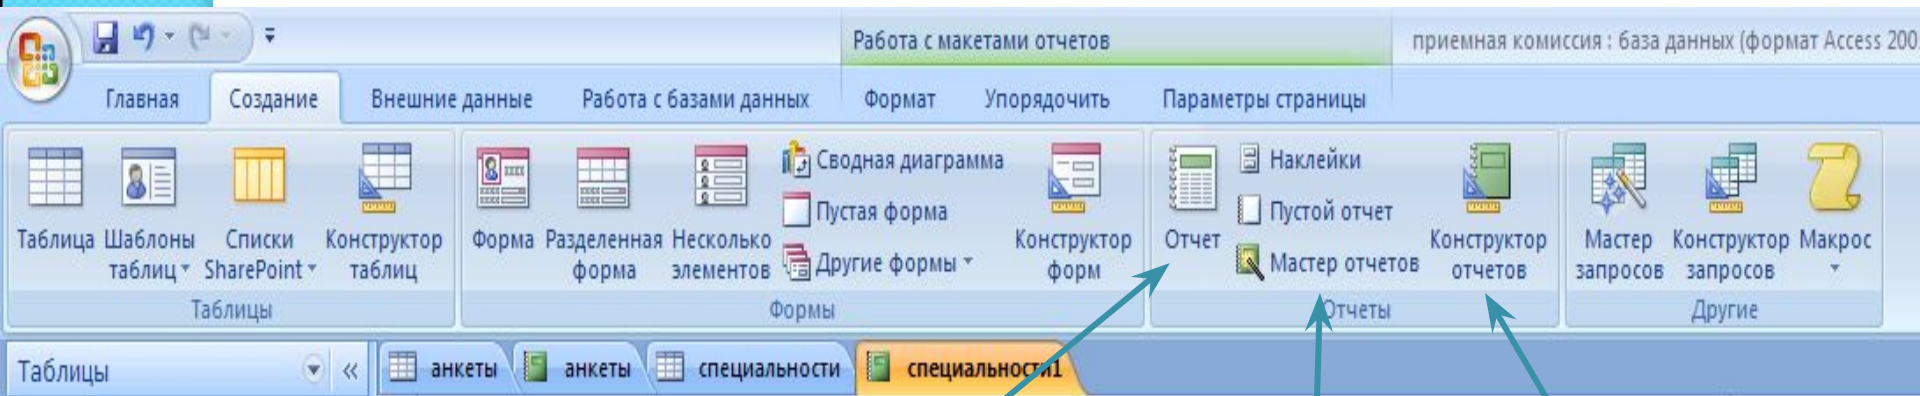 Работа с макетами отчетов
приемная комиссия : база данных (формат Access 200
Главная Создание Внешние данные Работа с базами данных Формат Упорядочить Параметры страницы
Таблица
Шаблоны
таблиц
Списки
SharePoint
Конструктор
таблиц
Таблицы
Форма
Разделенная
форма
Несколько
элементов
Сводная диаграмма
Пустая форма
Другие формы
Конструктор
форм
Формы
Отчет
Наклейки
Пустой отчет
Мастер отчетов
Конструктор
отчетов
Отчеты
Мастер
запросов
Конструктор
запросов
Макрос
Другие
Таблицы
анкеты анкеты специальности специальности1